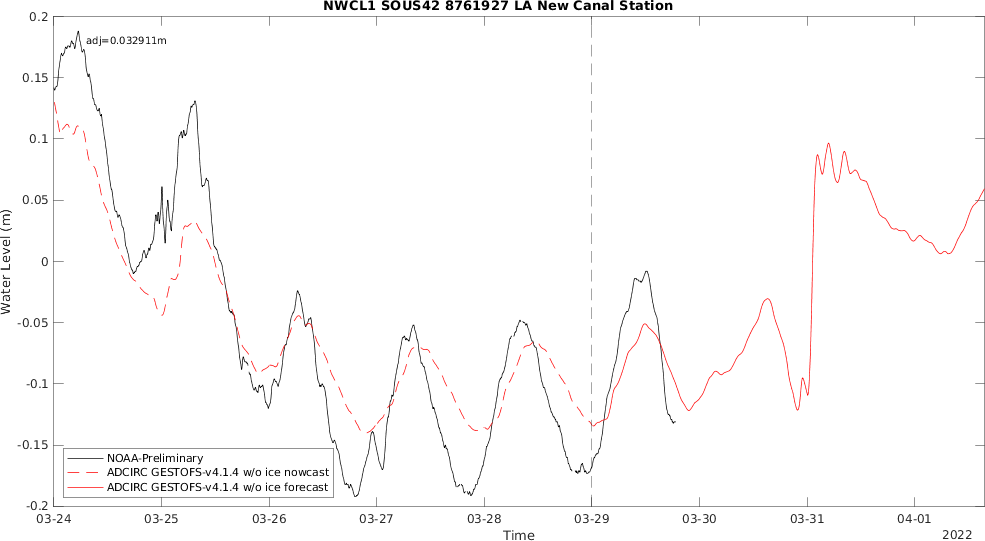 NWCL1 SOUS42 8761927 LA New Canal Station
adj=0.032911m
0.2
0.15
0.1
0.05
0
-0.05
-0.1
-0.15
-0.2
Water Level (m)
NOAA-Preliminary
ADCIRC GESTOFS-v4.1.4 w/o ice nowcast
ADCIRC GESTOFS-v4.1.4 w/o ice forecast
03-24 03-25 03-26 03-27 03-28 03-29 03-30 03-31 04-01
Time
2022